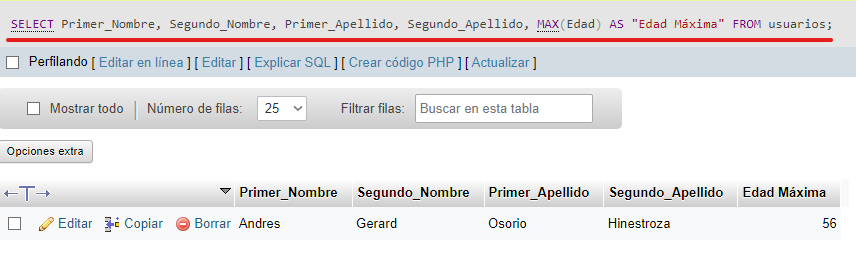 SELECT Primer_Nombre, Segundo_Nombre, Primer_Apellido, Segundo_Apellido, MAX(Edad) AS "Edad Máxima" FROM usuarios;
Perfilando [ Editar en línea ] [ Editar ] [ Explicar SQL ] [ Crear código PHP ] [ Actualizar ]
Mostrar todo | Número de filas: 25 Filtrar filas: Buscar en esta tabla
Opciones extra
←T→ Primer_Nombre Segundo_Nombre Primer_Apellido Segundo_Apellido Edad Máxima
Editar Copiar Borrar Andres Gerard Osorio Hinestroza 56